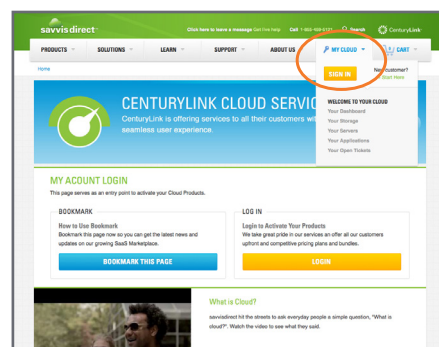 savvisdirect
Click here to leave a message Get live help Call 1-855-459-5121 Search CenturyLink
PRODUCTS SOLUTIONS LEARN SUPPORT ABOUT US MY CLOUD CART
Home
SIGN IN
New customer?
Start Here
WELCOME TO YOUR CLOUD
Your Dashboard
Your Storage
Your Servers
Your Applications
Your Open Tickets
CENTURYLINK CLOUD SERVIC
CenturyLink is offering services to all their customers wit
seamless user experience.
MY ACOUNT LOGIN
This page serves as an entry point to activate your Cloud Products.
BOOKMARK
How to Use Bookmark
Bookmark this page now so you can get the latest news and
updates on our growing SaaS Marketplace.
BOOKMARK THIS PAGE
LOG IN
Login to Activate Your Products
We take great pride in our services an offer all our customers
upfront and competitive pricing plans and bundles.
LOGIN
What is Cloud?
savvisdirect hit the streets to ask everyday people a simple question, "What is
cloud?". Watch the video to see what they said.